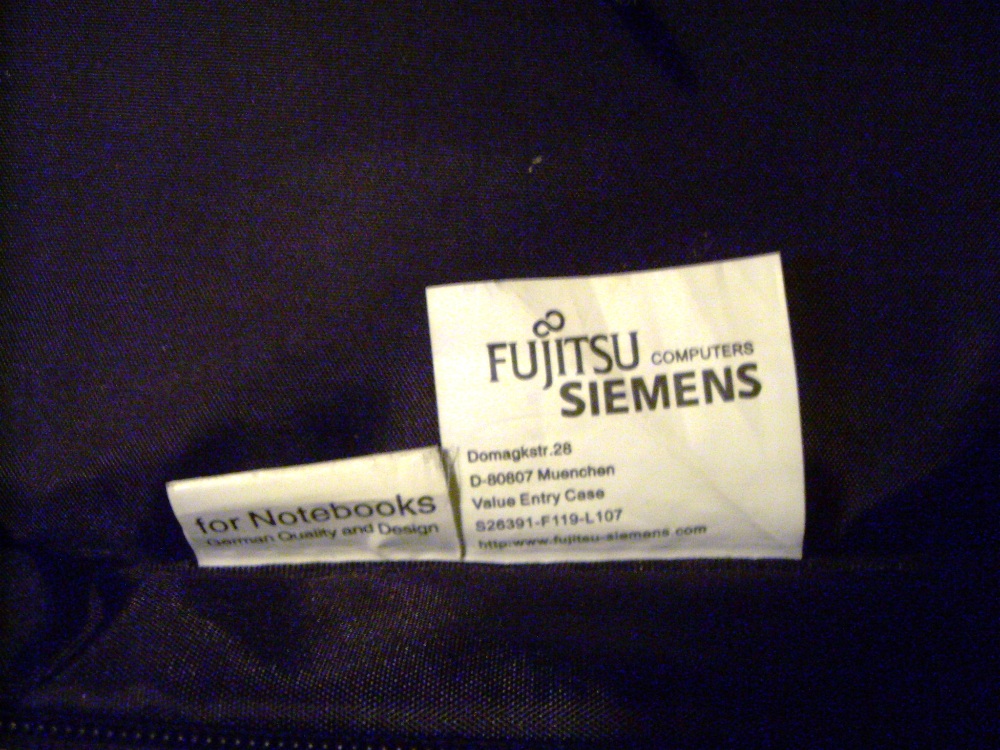 FUJITSU COMPUTERS
SIEMENS
Domagkstr.28
D-80807 Muenchen
Value Entry Case
S26391-F119-L107
http:www.fujitsu-siemens com
for Notebooks
German Quality and Design